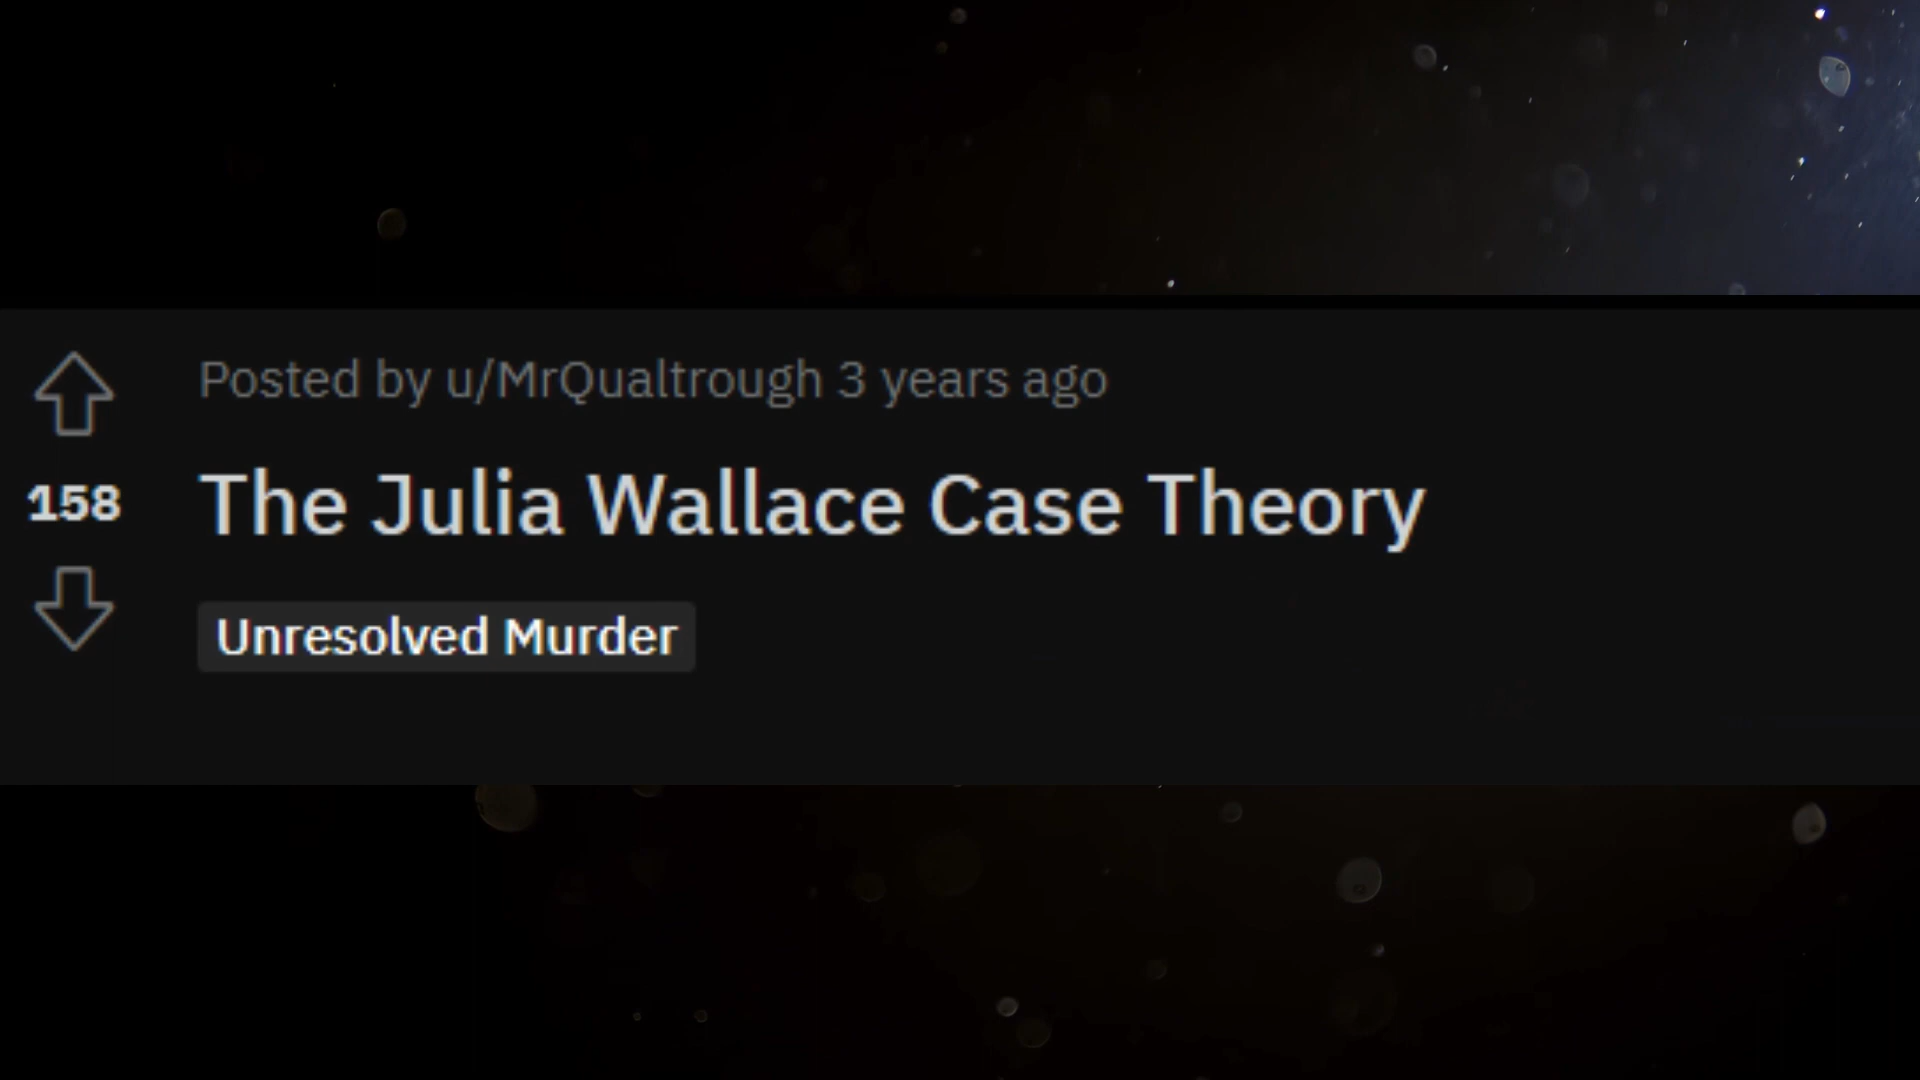 Posted by u/MrQualtrough 3 years ago
158
The Julia Wallace Case Theory
Unresolved Murder